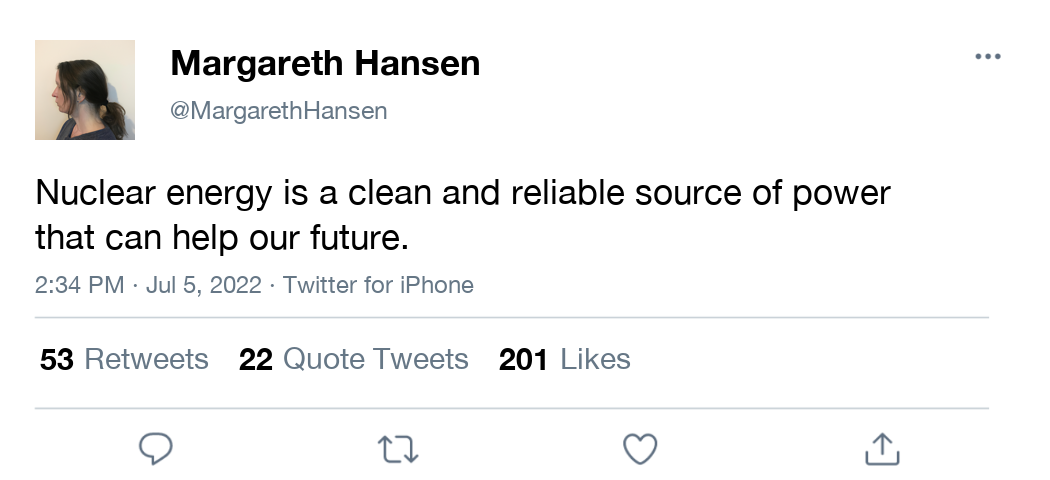 Margareth Hansen
@MargarethHansen
Nuclear energy is a clean and reliable source of power
that can help our future.
2:34 PM · Jul 5, 2022 · Twitter for iPhone
53 Retweets 22 Quote Tweets 201 Likes